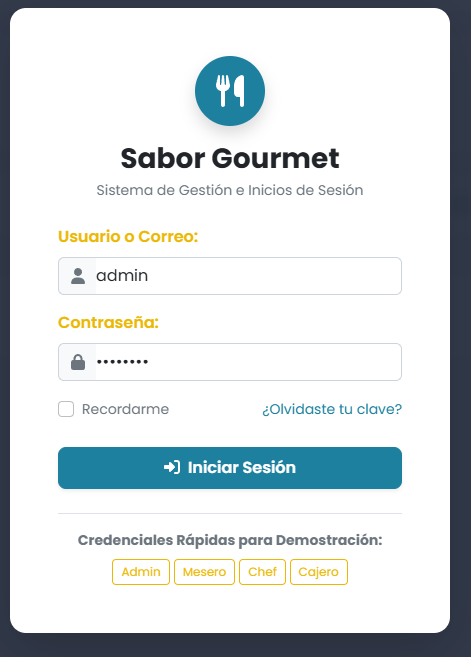 Sabor Gourmet
Sistema de Gestión e Inicios de Sesión
Usuario o Correo:
admin
Contraseña:
••••••••
Recordarme
¿Olvidaste tu clave?
Iniciar Sesión
Credenciales Rápidas para Demostración:
Admin Mesero Chef Cajero